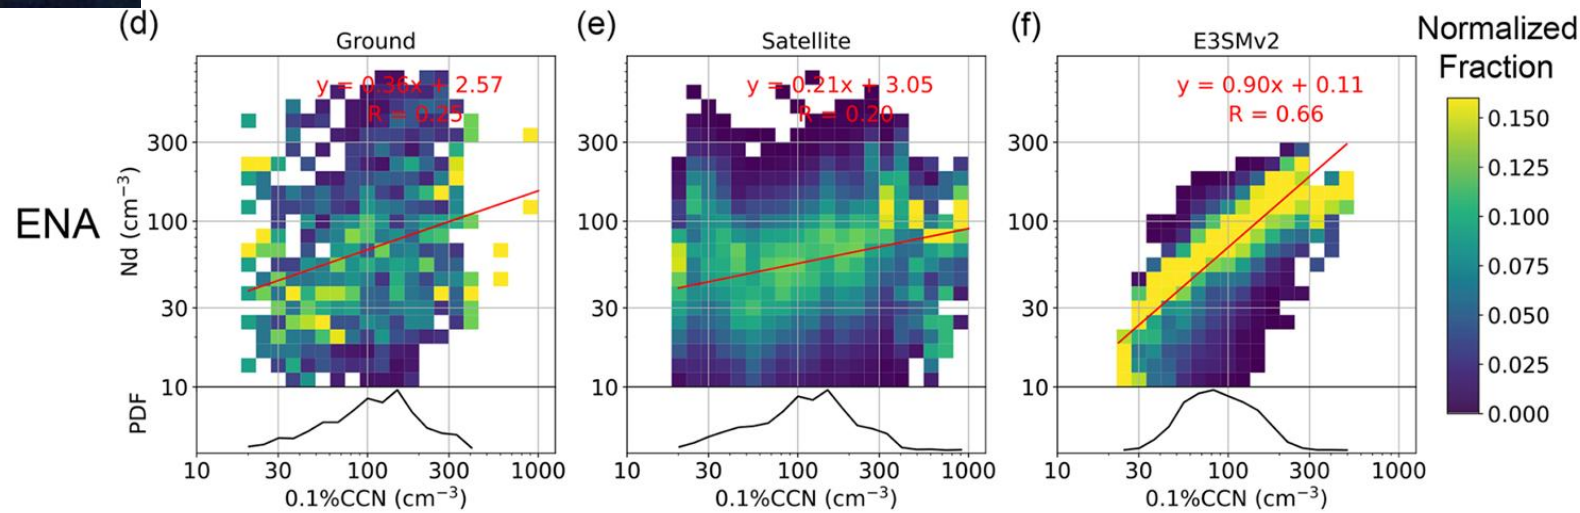 (d)
Ground
(e)
Satellite
(f)
E3SMv2
Normalized
Fraction
ENA
Nd (cm⁻³)
300
100
30
10
PDF
y = 0.36x + 2.57
R = 0.25
10 30 100 300 1000
0.1%CCN (cm⁻³)
300
100
30
10
y = 0.21x + 3.05
R = 0.20
10 30 100 300 1000
0.1%CCN (cm⁻³)
300
100
30
10
y = 0.90x + 0.11
R = 0.66
10 30 100 300 1000
0.1%CCN (cm⁻³)
0.150
0.125
0.100
0.075
0.050
0.025
0.000